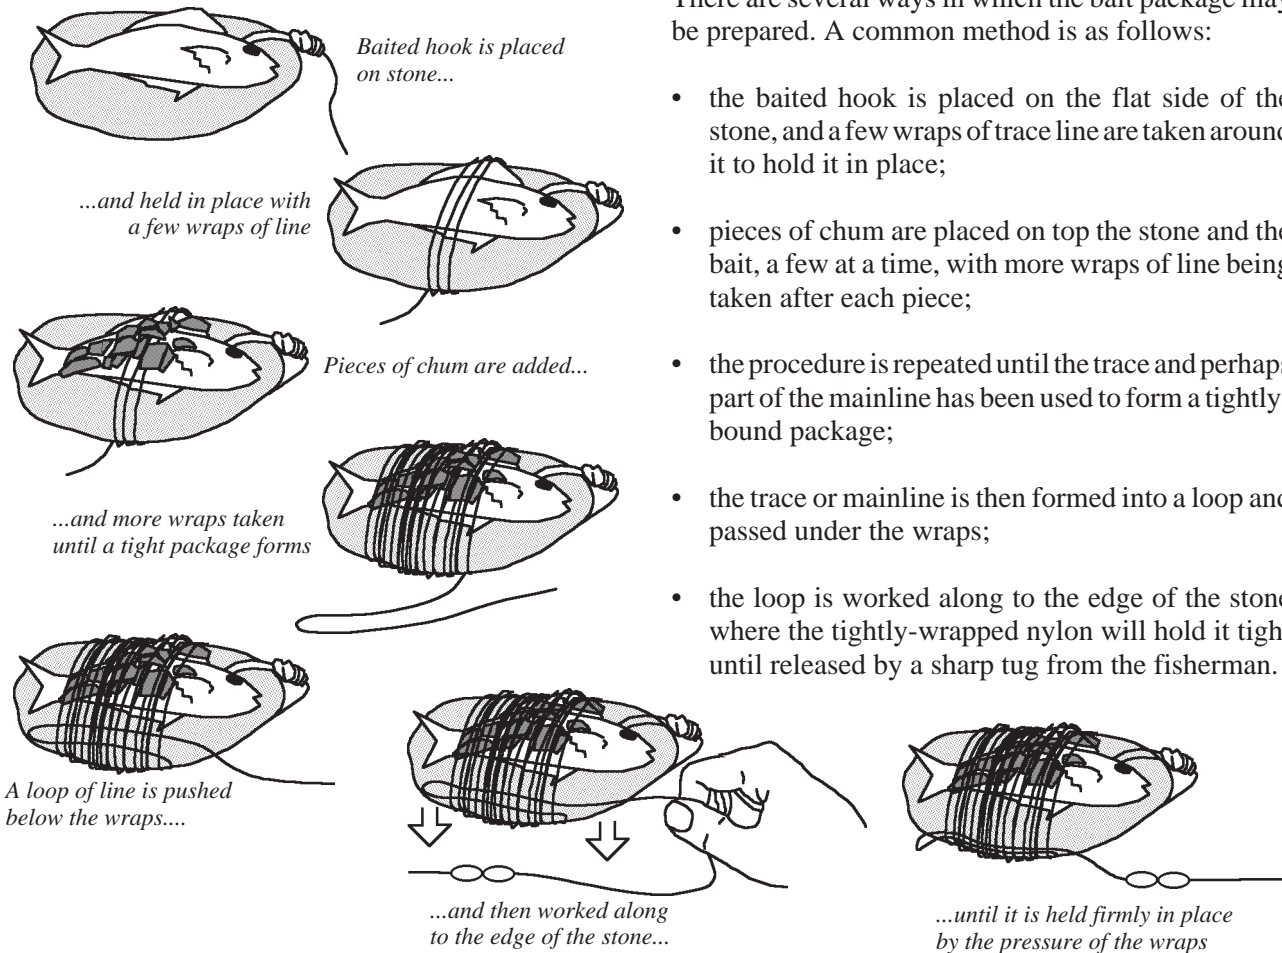 There are several ways in which the bait package may
be prepared. A common method is as follows:
• the baited hook is placed on the flat side of the
stone, and a few wraps of trace line are taken around
it to hold it in place;
• pieces of chum are placed on top the stone and the
bait, a few at a time, with more wraps of line being
taken after each piece;
• the procedure is repeated until the trace and perhaps
part of the mainline has been used to form a tightly
bound package;
• the trace or mainline is then formed into a loop and
passed under the wraps;
• the loop is worked along to the edge of the stone
where the tightly-wrapped nylon will hold it tight
until released by a sharp tug from the fisherman.
Baited hook is placed
on stone...
...and held in place with
a few wraps of line
Pieces of chum are added...
...and more wraps taken
until a tight package forms
A loop of line is pushed
below the wraps....
...and then worked along
to the edge of the stone...
...until it is held firmly in place
by the pressure of the wraps